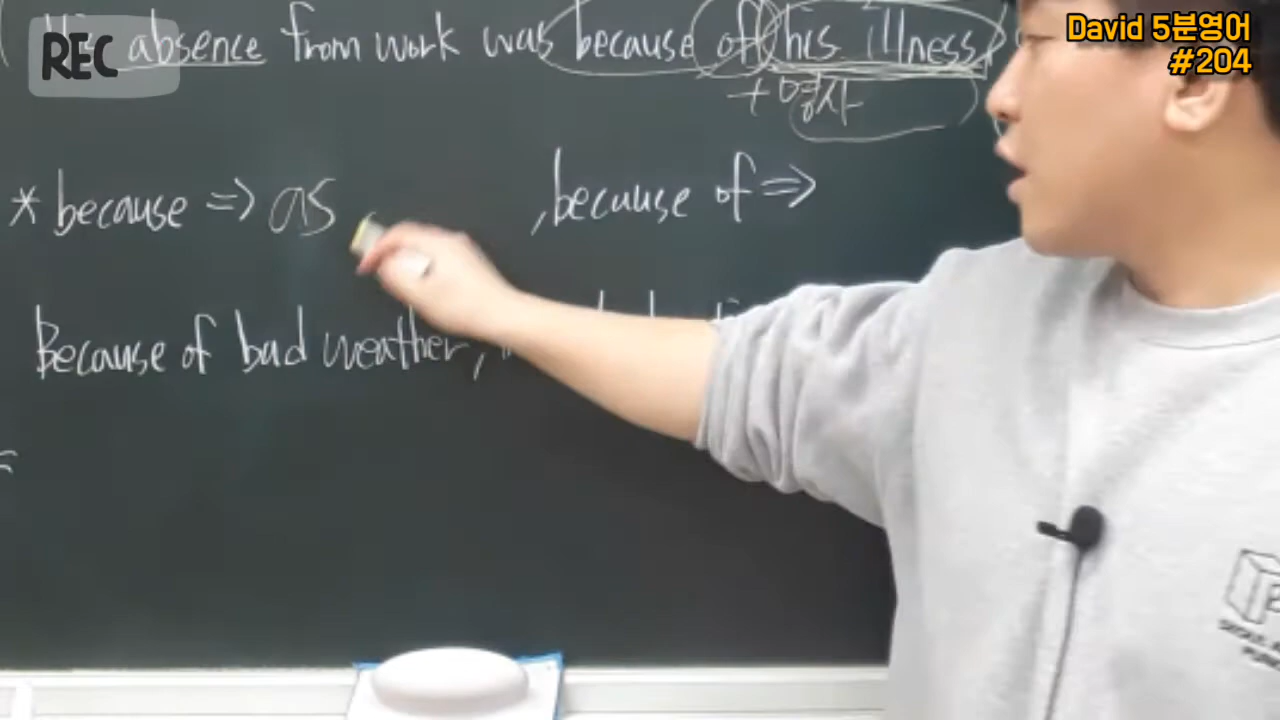 David 5분영어
#204
REC
absence from work was because of his illness
+ 명사
* because => as
, because of =>
Because of bad weather,